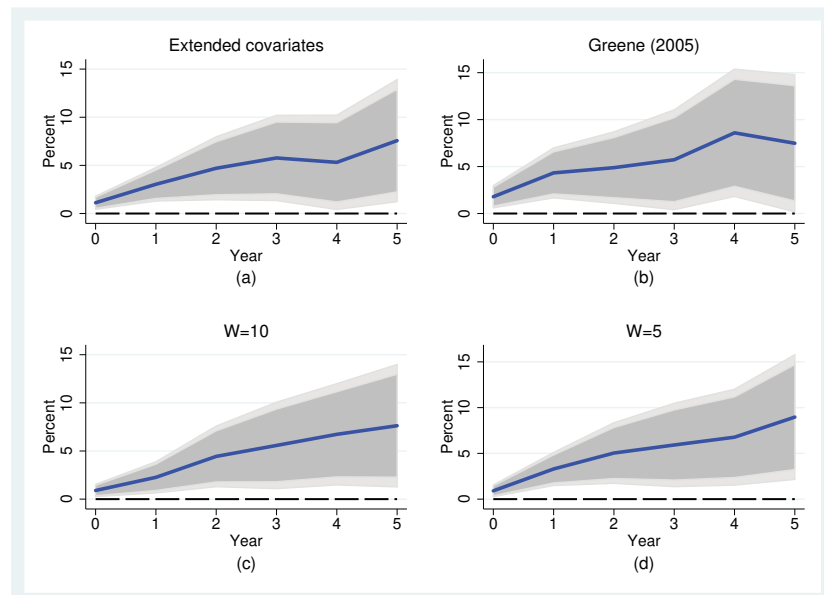 Extended covariates
Percent
15
10
5
0
0 1 2 3 4 5
Year
(a)
Greene (2005)
Percent
15
10
5
0
0 1 2 3 4 5
Year
(b)
W=10
Percent
15
10
5
0
0 1 2 3 4 5
Year
(c)
W=5
Percent
15
10
5
0
0 1 2 3 4 5
Year
(d)